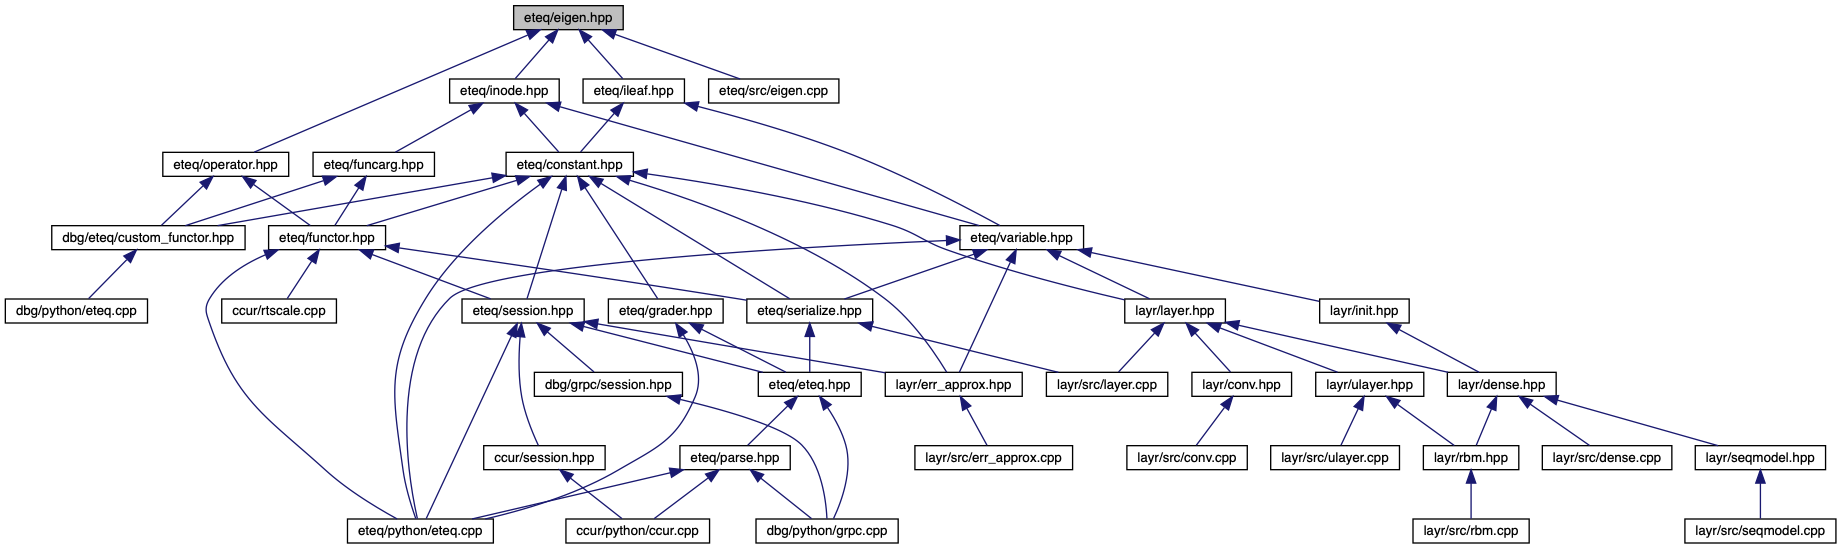 eteq/eigen.hpp
eteq/inode.hpp
eteq/ileaf.hpp
eteq/src/eigen.cpp
eteq/operator.hpp
eteq/funcarg.hpp
eteq/constant.hpp
dbg/eteq/custom_functor.hpp
eteq/functor.hpp
eteq/variable.hpp
dbg/python/eteq.cpp
ccur/rtscale.cpp
eteq/session.hpp
eteq/grader.hpp
eteq/serialize.hpp
layr/layer.hpp
layr/init.hpp
dbg/grpc/session.hpp
eteq/eteq.hpp
layr/err_approx.hpp
layr/src/layer.cpp
layr/conv.hpp
layr/ulayer.hpp
layr/dense.hpp
ccur/session.hpp
eteq/parse.hpp
layr/src/err_approx.cpp
layr/src/conv.cpp
layr/src/ulayer.cpp
layr/rbm.hpp
layr/src/dense.cpp
layr/seqmodel.hpp
eteq/python/eteq.cpp
ccur/python/ccur.cpp
dbg/python/grpc.cpp
layr/src/rbm.cpp
layr/src/seqmodel.cpp